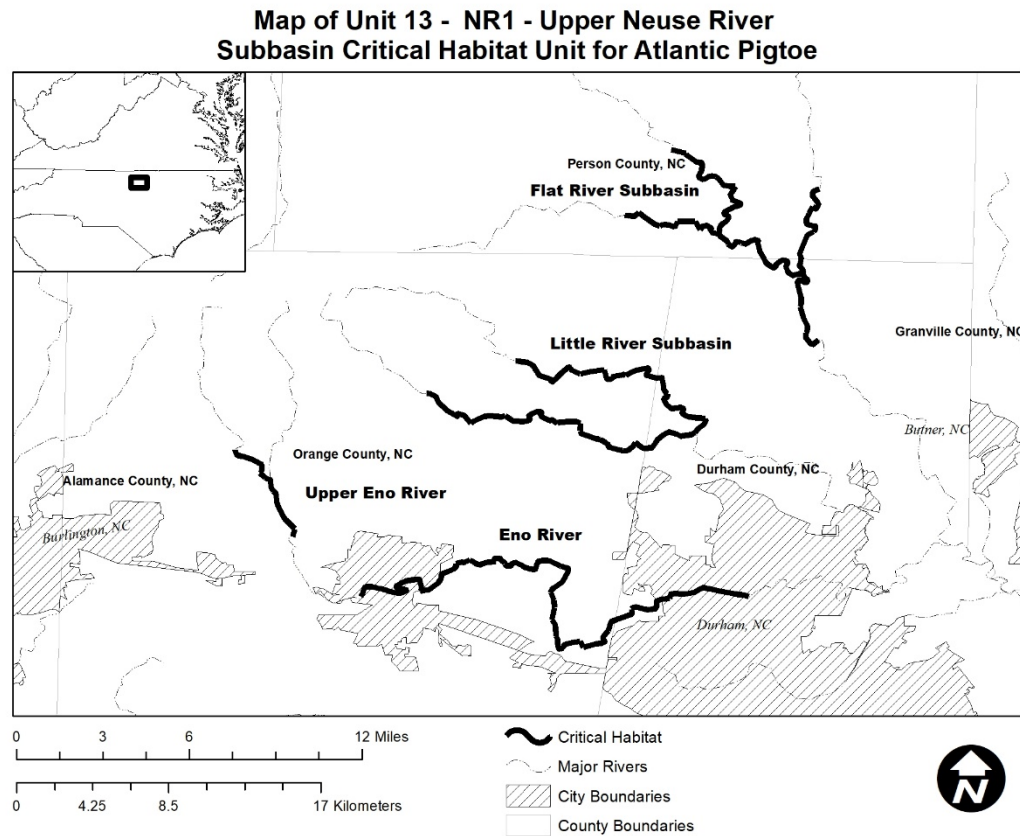 Map of Unit 13 - NR1 - Upper Neuse River
Subbasin Critical Habitat Unit for Atlantic Pigtoe
Person County, NC
Flat River Subbasin
Granville County, NC
Little River Subbasin
Butner, NC
Orange County, NC
Durham County, NC
Alamance County, NC
Upper Eno River
Burlington, NC
Eno River
Durham, NC
0 3 6 12 Miles
0 4.25 8.5 17 Kilometers
Critical Habitat
Major Rivers
City Boundaries
County Boundaries
N